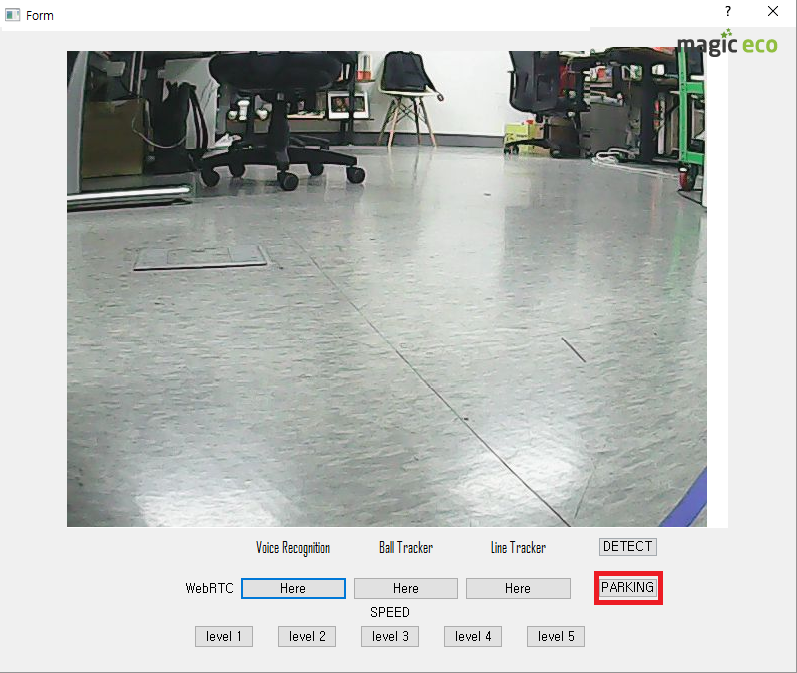 Form
?
magic eco
Voice Recognition Ball Tracker Line Tracker DETECT
WebRTC Here Here Here PARKING
SPEED
level 1 level 2 level 3 level 4 level 5